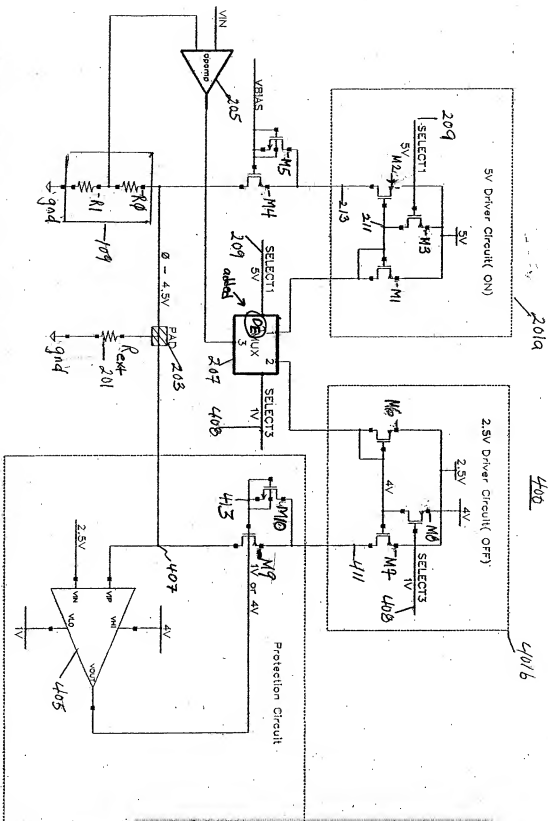 400
5V Driver Circuit( ON)
201a
209
SELECT1
5V
5V
M2
M3
M1
211
213
2.5V Driver Circuit( OFF)
401b
2.5V
4V
M6
4V
M8
M7
SELECT3
1V
408
411
VIN
opamp
205
VBIAS
M5
M4
SELECT1
5V
209
added
DEMUX
2
3
207
SELECT3
1V
408
R0
R1
109
gnd
0 - 4.5V
PAD
203
Rext
201
gnd
Protection Circuit
M10
413
M9
1V or 4V
407
2.5V
VIP
VIN
VHI
VLO
VOUT
4V
1V
405